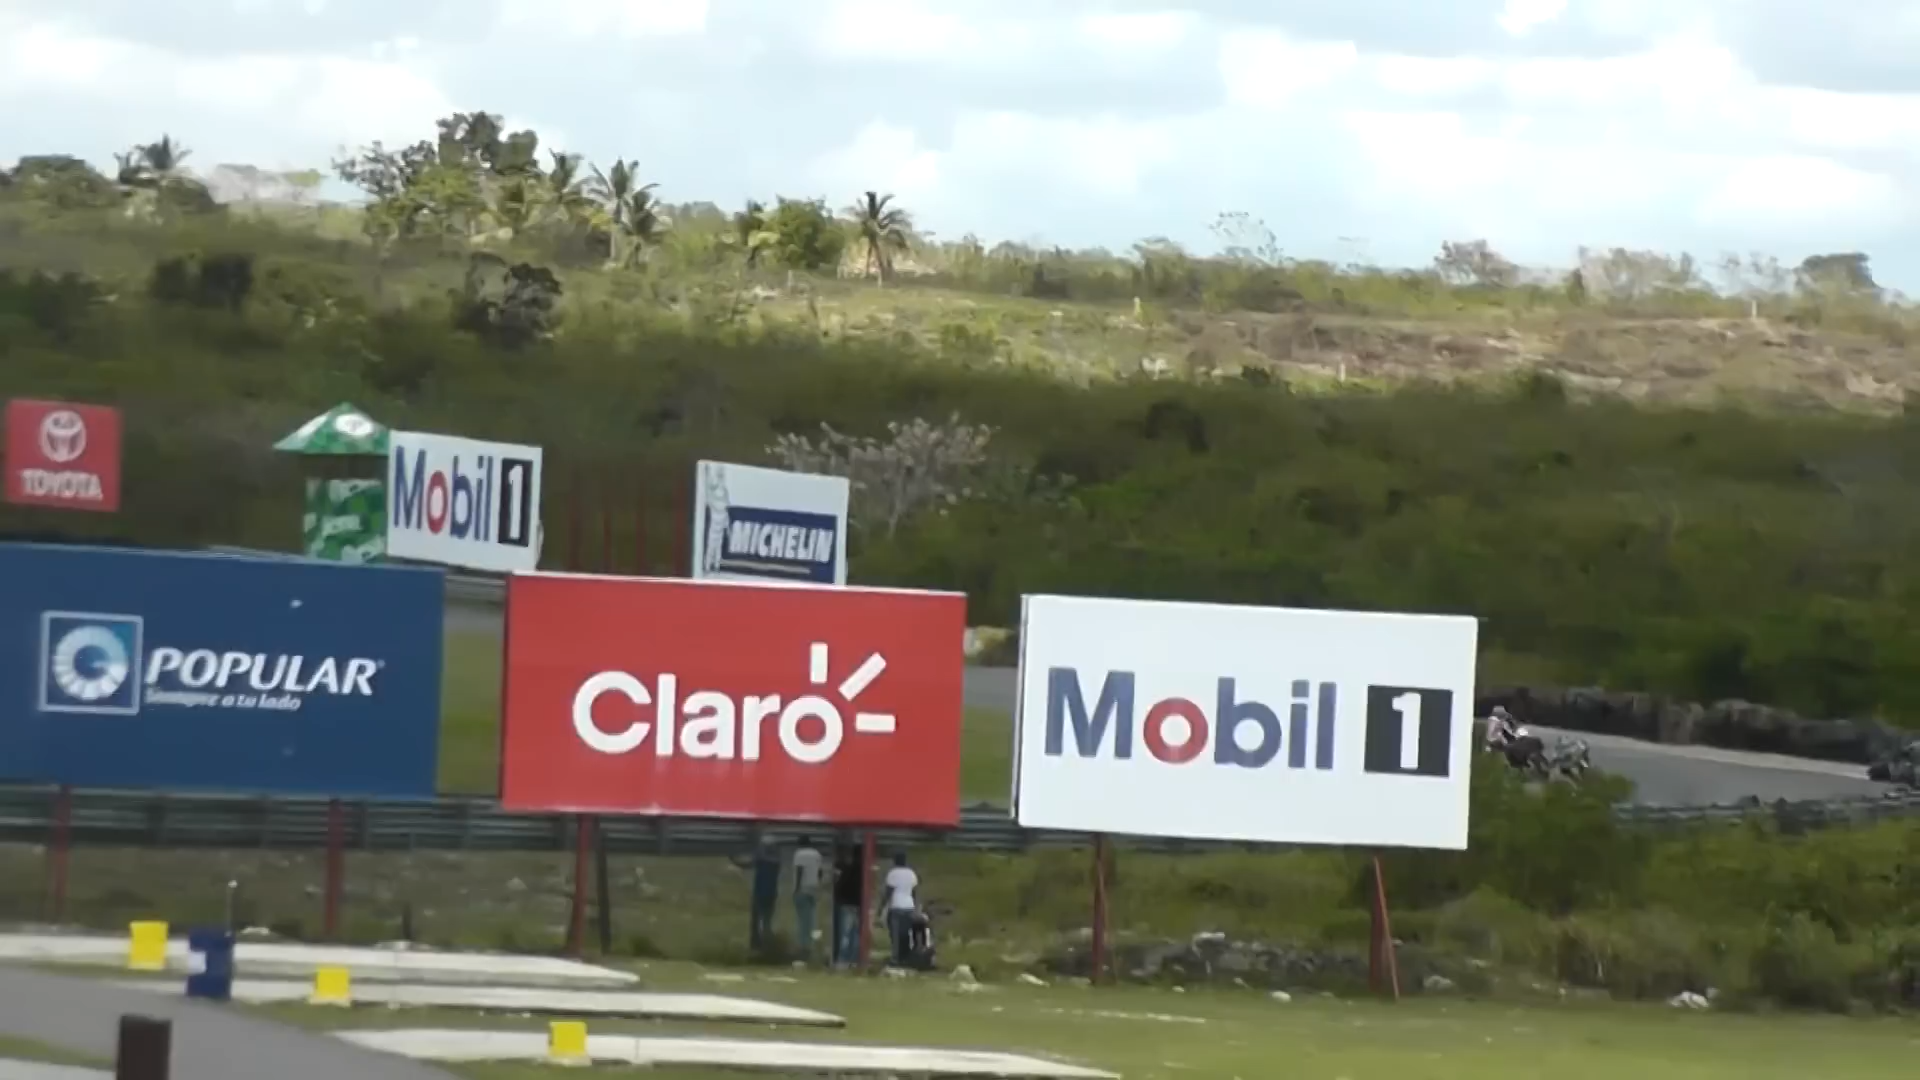 TOYOTA
Mobil 1
MICHELIN
POPULAR
Siempre a tu lado
Claro
Mobil 1